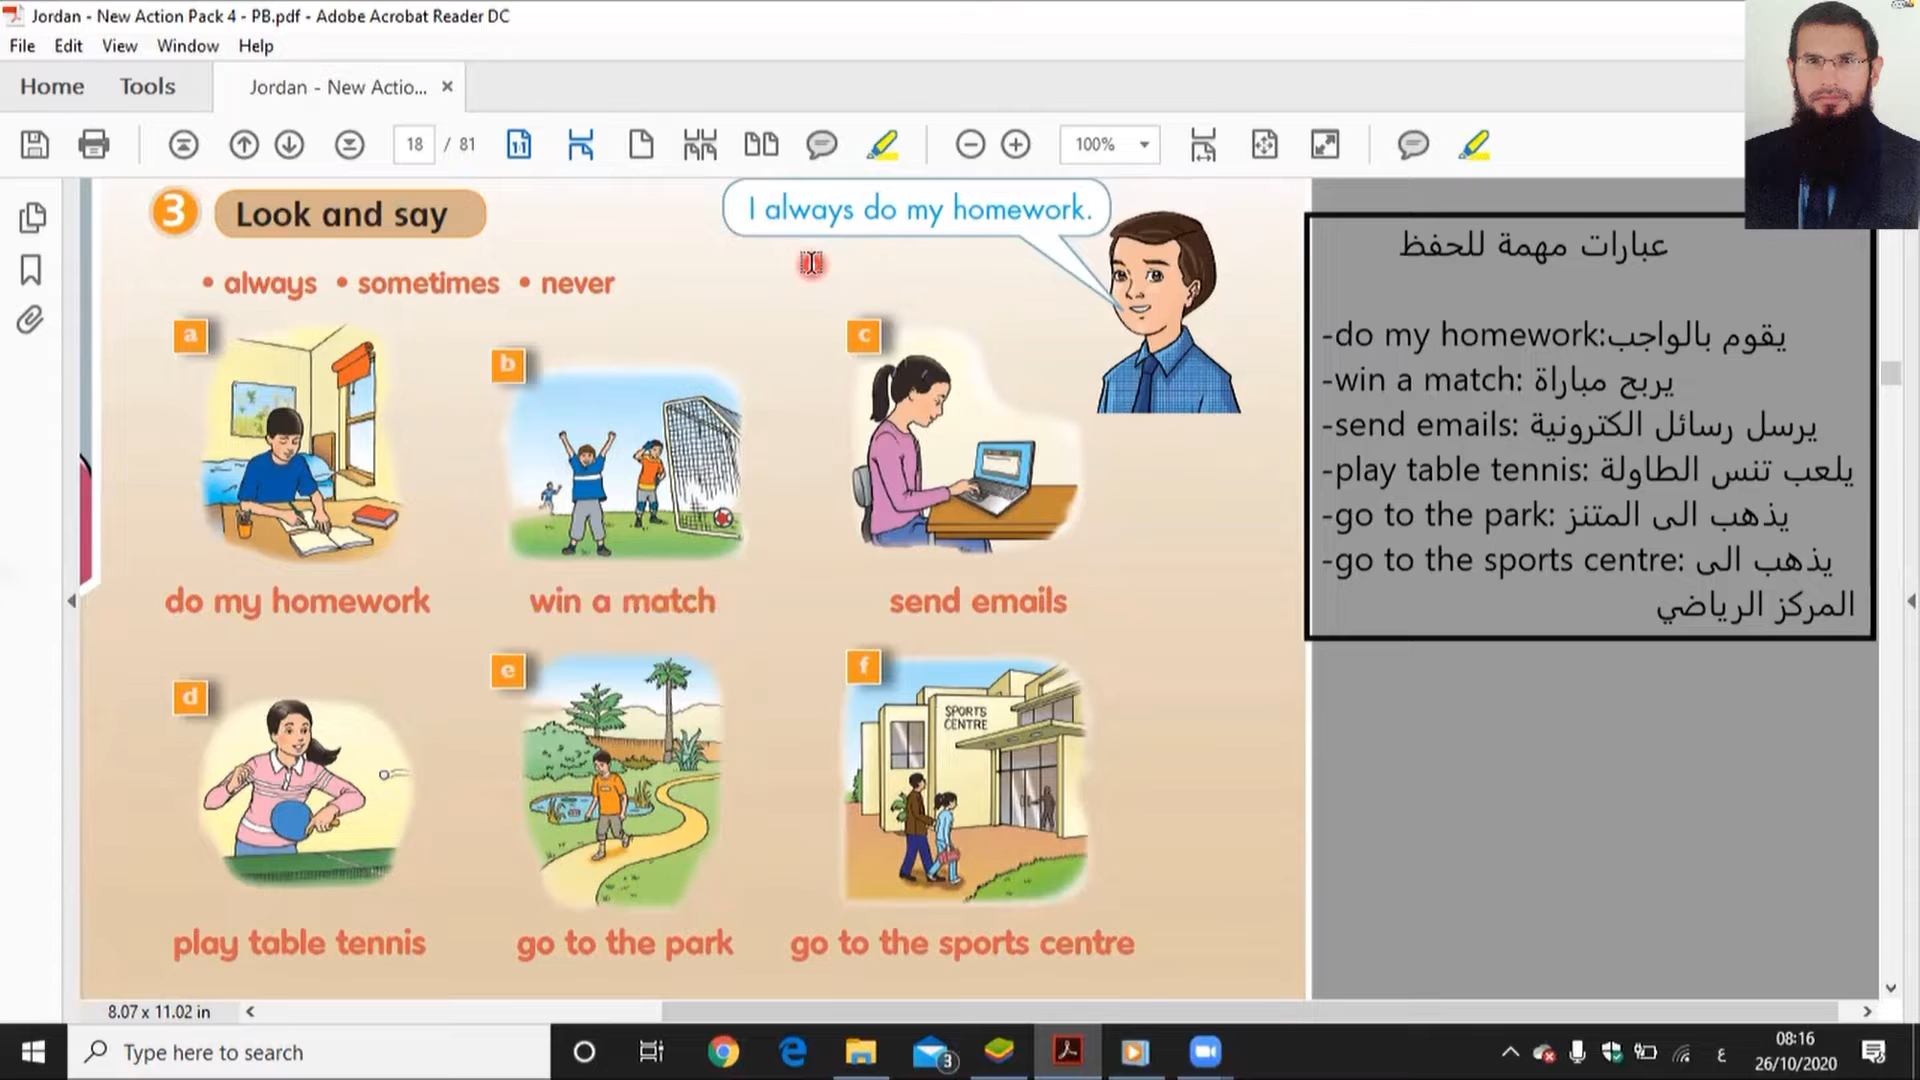 Jordan - New Action Pack 4 - PB.pdf - Adobe Acrobat Reader DC
File Edit View Window Help
Home Tools Jordan - New Actio... ×
18 / 81 100%
3 Look and say
I always do my homework.
• always • sometimes • never
a
b
c
do my homework
win a match
send emails
d
e
f
SPORTS
CENTRE
play table tennis
go to the park
go to the sports centre
عبارات مهمة للحفظ
-do my homework:يقوم بالواجب
-win a match: يربح مباراة
-send emails: يرسل رسائل الكترونية
-play table tennis: يلعب تنس الطاولة
-go to the park: يذهب الى المتنز
-go to the sports centre: يذهب الى
المركز الرياضي
8.07 x 11.02 in
Type here to search
3
ع
08:16
26/10/2020